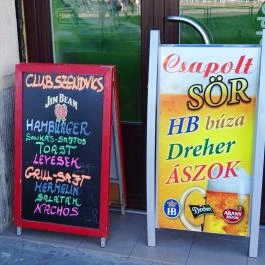 CLUB SZENDVICS
JIM BEAM
HAMBURGER
SONKÁS-SAJTOS
TOAST
LEVESEK
GRILL-SAJT
HERMELIN
SALÁTÁK
NACHOS
Csapolt
SÖR
HB búza
Dreher
ÁSZOK
HB
Dreher
ARANY
ÁSZOK